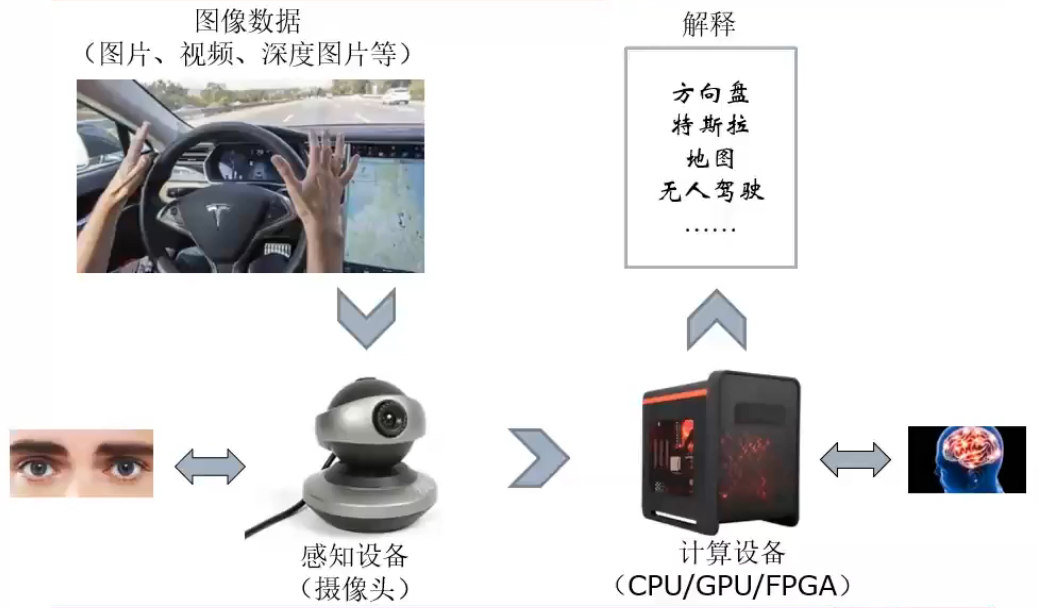 图像数据
（图片、视频、深度图片等）
解释
方向盘
特斯拉
地图
无人驾驶
......
感知设备
（摄像头）
计算设备
（CPU/GPU/FPGA）